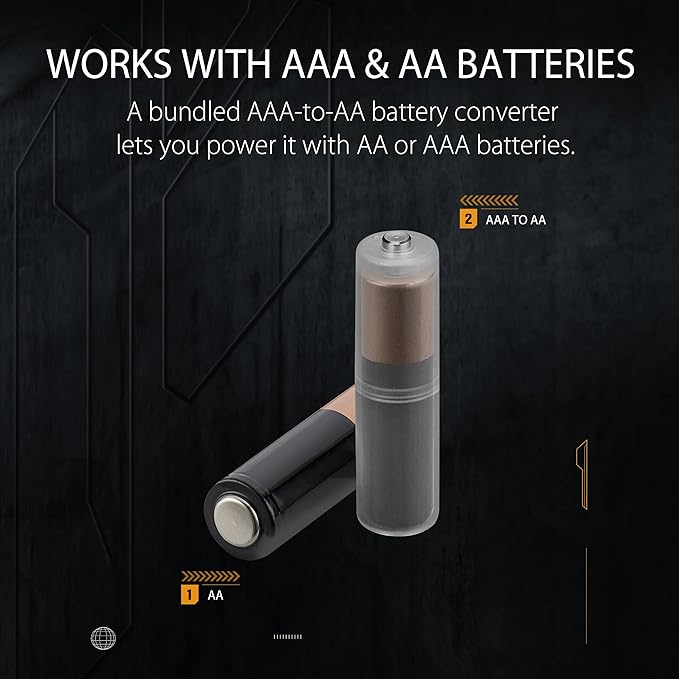 WORKS WITH AAA & AA BATTERIES
A bundled AAA-to-AA battery converter
lets you power it with AA or AAA batteries.
2 AAA TO AA
1 AA